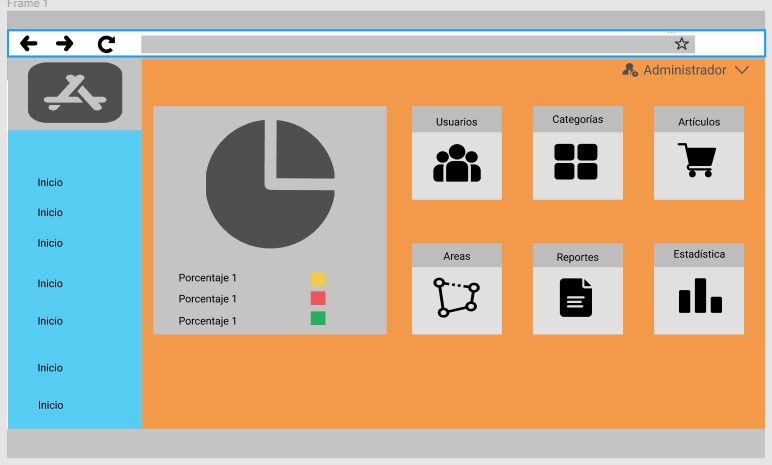 Frame 1
Administrador
Usuarios
Categorías
Artículos
Inicio
Inicio
Inicio
Inicio
Inicio
Inicio
Inicio
Porcentaje 1
Porcentaje 1
Porcentaje 1
Areas
Reportes
Estadística